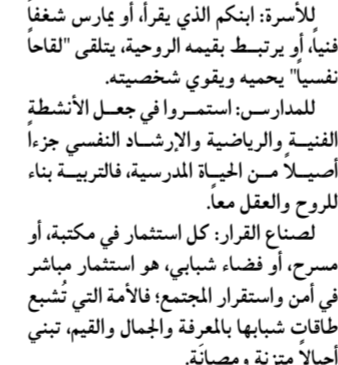 للأسرة: ابنكم الذي يقرأ، أو يمارس شغفاً
فنياً، أو يرتبط بقيمه الروحية، يتلقى "لقاحاً
نفسياً" يحميه ويقوي شخصيته.
للمدارس: استمروا في جعل الأنشطة
الفنية والرياضية والإرشاد النفسي جزءاً
أصيلاً من الحياة المدرسية، فالتربية بناء
للروح والعقل معاً.
لصناع القرار: كل استثمار في مكتبة، أو
مسرح، أو فضاء شبابي، هو استثمار مباشر
في أمن واستقرار المجتمع؛ فالأمة التي تُشبع
طاقات شبابها بالمعرفة والجمال والقيم، تبني
أجيالاً متزنة ومصانَة.